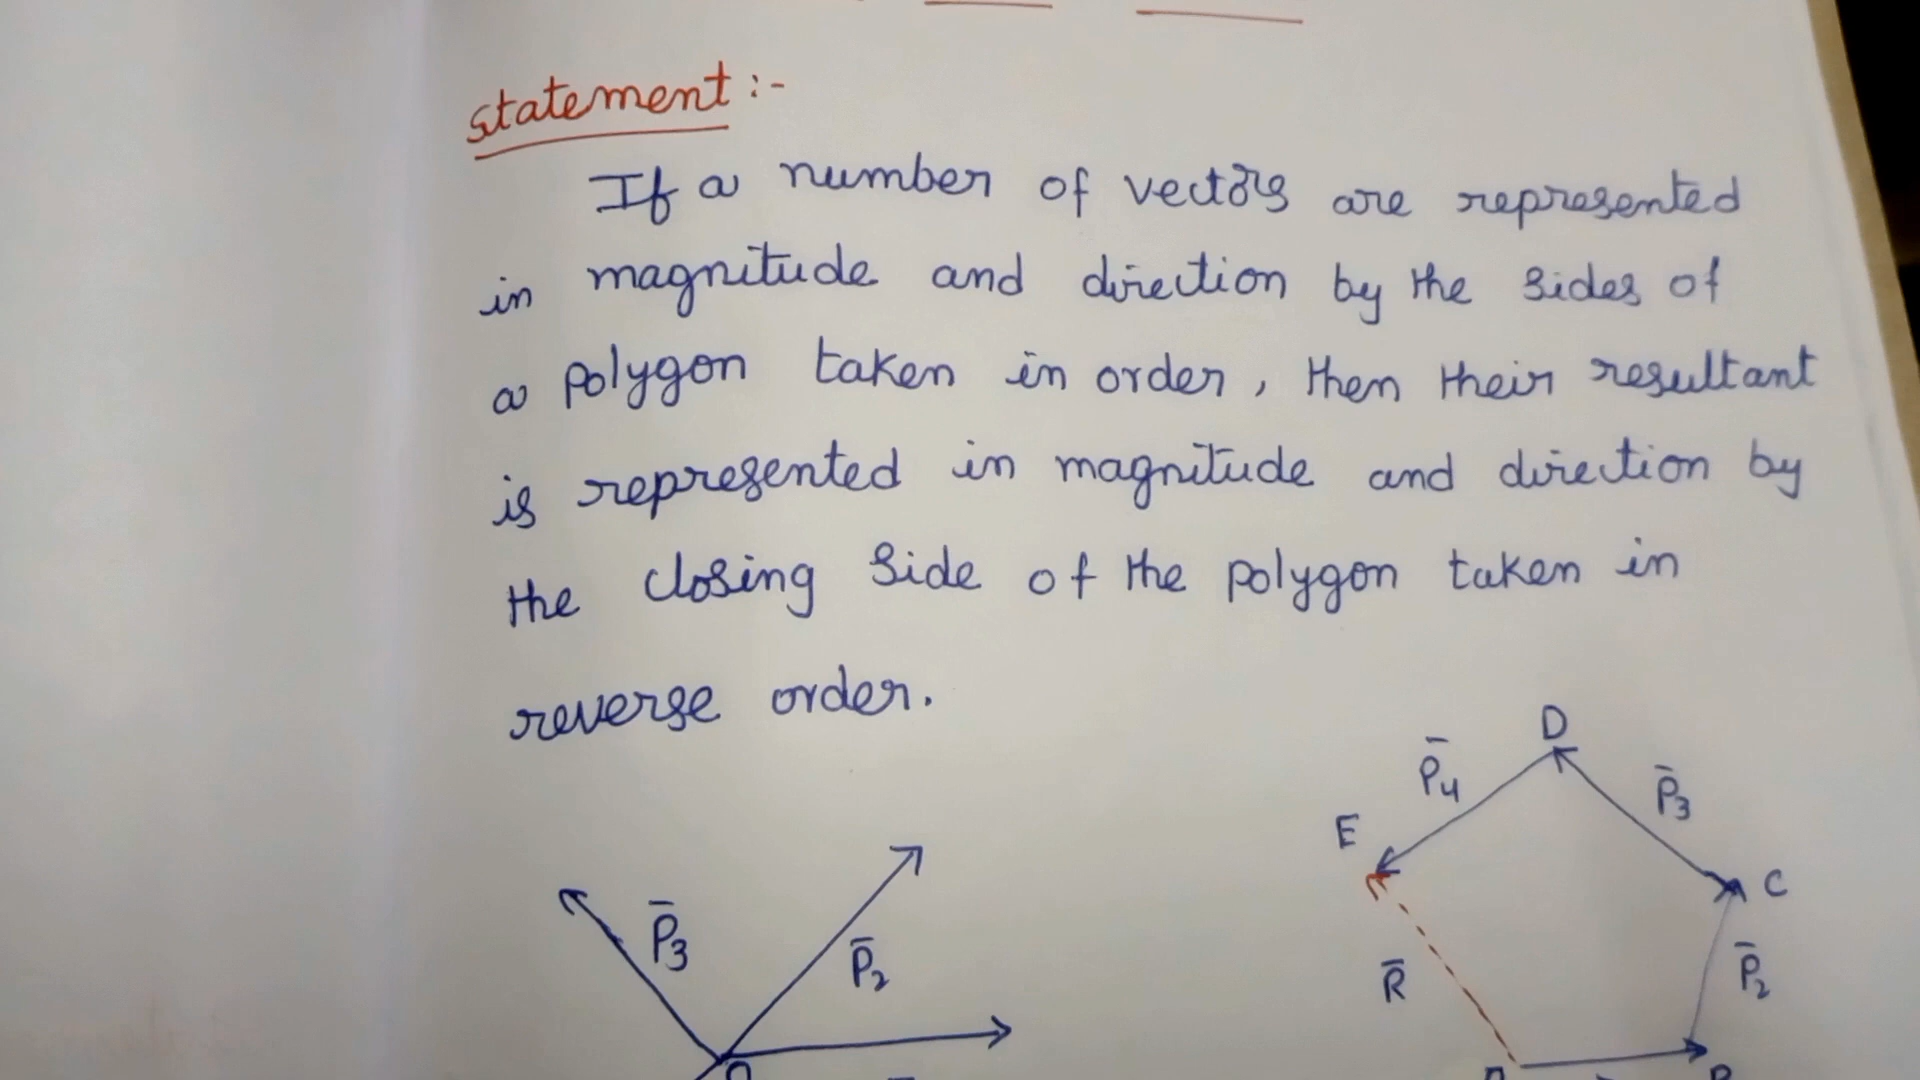 statement :-
If a number of vectors are represented
in magnitude and direction by the sides of
a polygon taken in order, then their resultant
is represented in magnitude and direction by
the closing side of the polygon taken in
reverse order.
D
P̄4
P̄3
E
C
P̄3
P̄2
R̄
P̄2